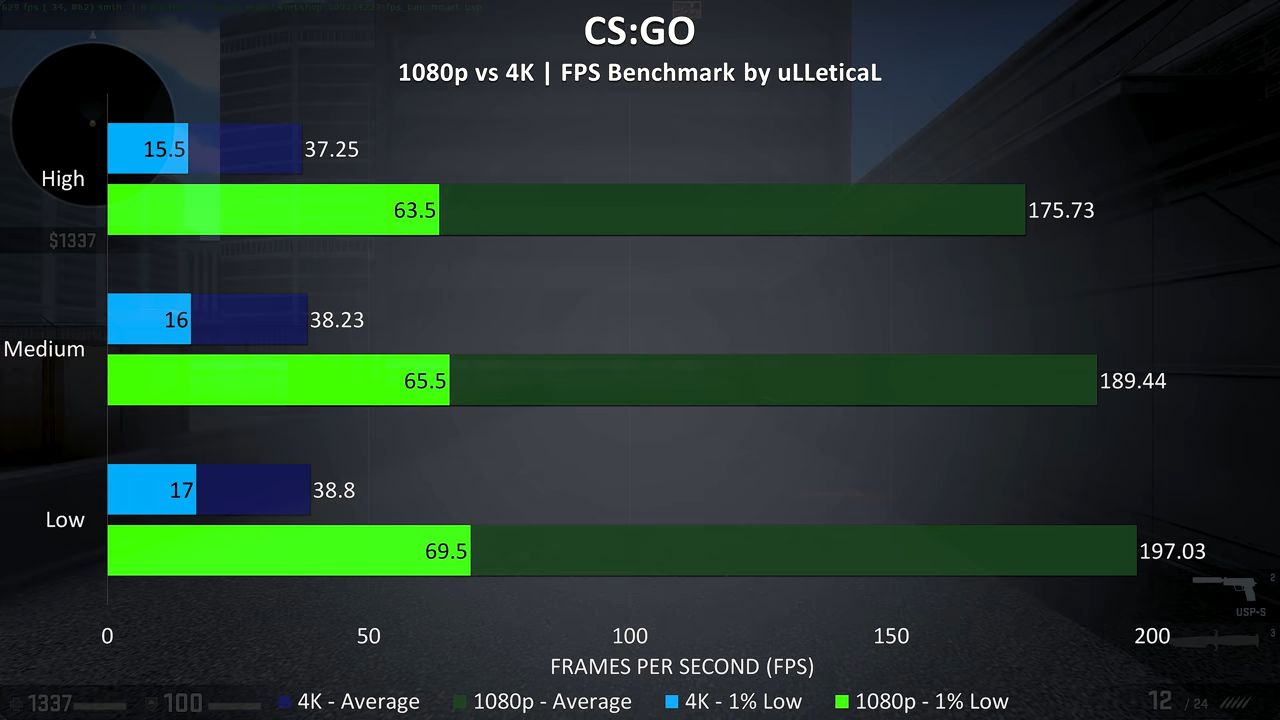 CS:GO
1080p vs 4K | FPS Benchmark by uLLeticaL
High
15.5
37.25
63.5
175.73
$1337
Medium
16
38.23
65.5
189.44
Low
17
38.8
69.5
197.03
2
USP-S
3
0 50 100 150 200
FRAMES PER SECOND (FPS)
4K - Average 1080p - Average 4K - 1% Low 1080p - 1% Low
1337 100 12 / 24